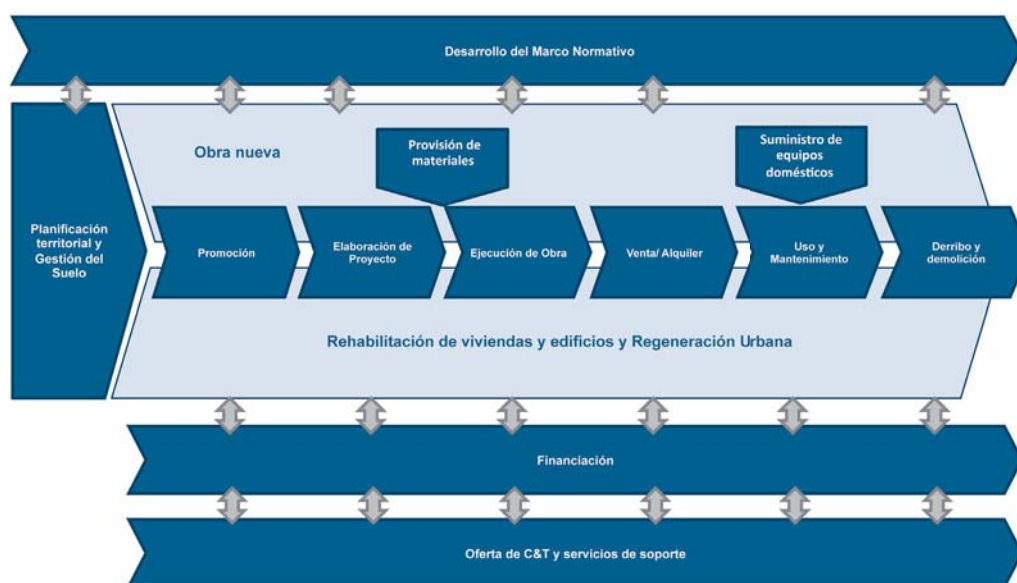 Desarrollo del Marco Normativo
Obra nueva
Provisión de
materiales
Suministro de
equipos
domésticos
Planificación
territorial y
Gestión del
Suelo
Promoción
Elaboración de
Proyecto
Ejecución de Obra
Venta/ Alquiler
Uso y
Mantenimiento
Derribo y
demolición
Rehabilitación de viviendas y edificios y Regeneración Urbana
Financiación
Oferta de C&T y servicios de soporte